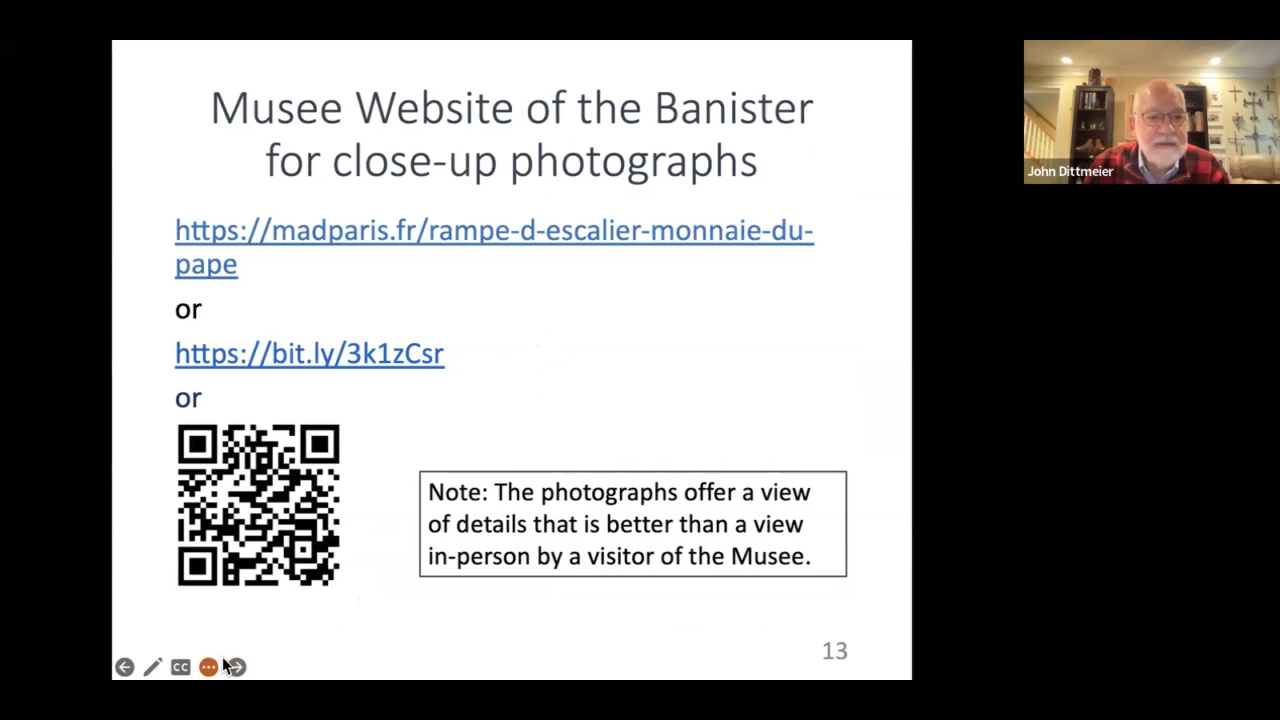 Musee Website of the Banister
for close-up photographs
https://madparis.fr/rampe-d-escalier-monnaie-du-
pape
or
https://bit.ly/3k1zCsr
or
Note: The photographs offer a view
of details that is better than a view
in-person by a visitor of the Musee.
13
CC
John Dittmeier